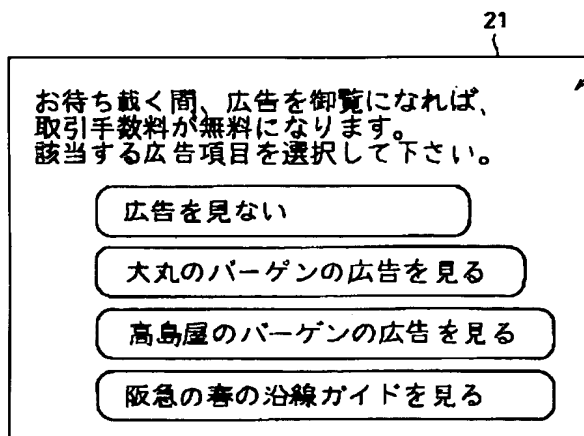 21
お待ち戴く間、広告を御覧になれば、
取引手数料が無料になります。
該当する広告項目を選択して下さい。
広告を見ない
大丸のバーゲンの広告を見る
高島屋のバーゲンの広告を見る
阪急の春の沿線ガイドを見る